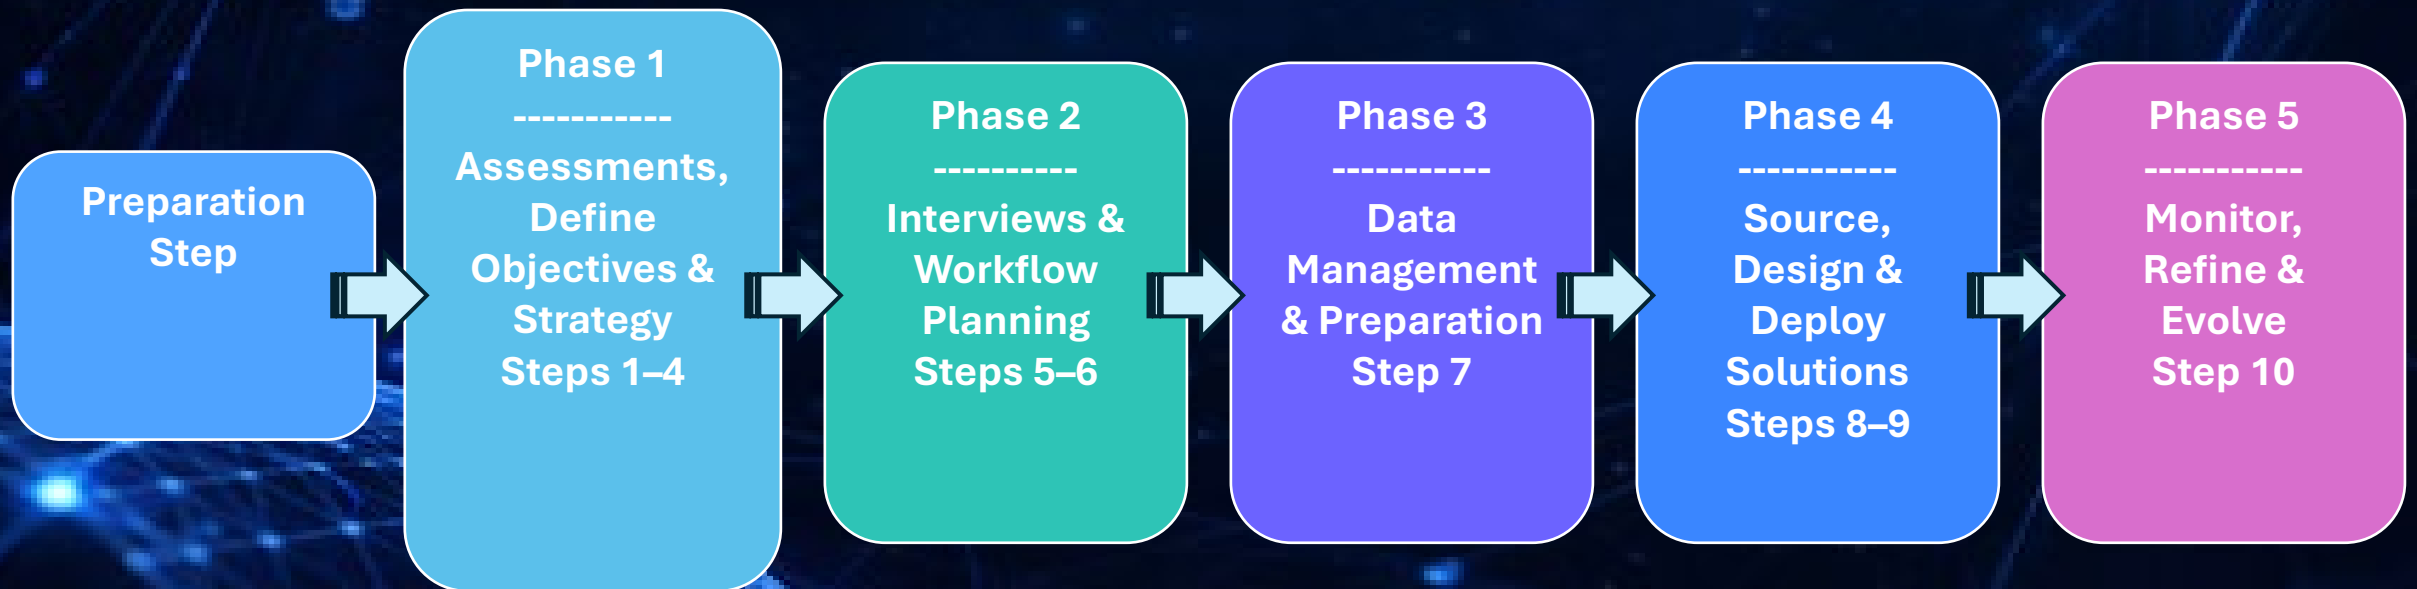 Preparation
Step
Phase 1
-----------
Assessments,
Define
Objectives &
Strategy
Steps 1–4
Phase 2
----------
Interviews &
Workflow
Planning
Steps 5–6
Phase 3
-----------
Data
Management
& Preparation
Step 7
Phase 4
-----------
Source,
Design &
Deploy
Solutions
Steps 8–9
Phase 5
-----------
Monitor,
Refine &
Evolve
Step 10